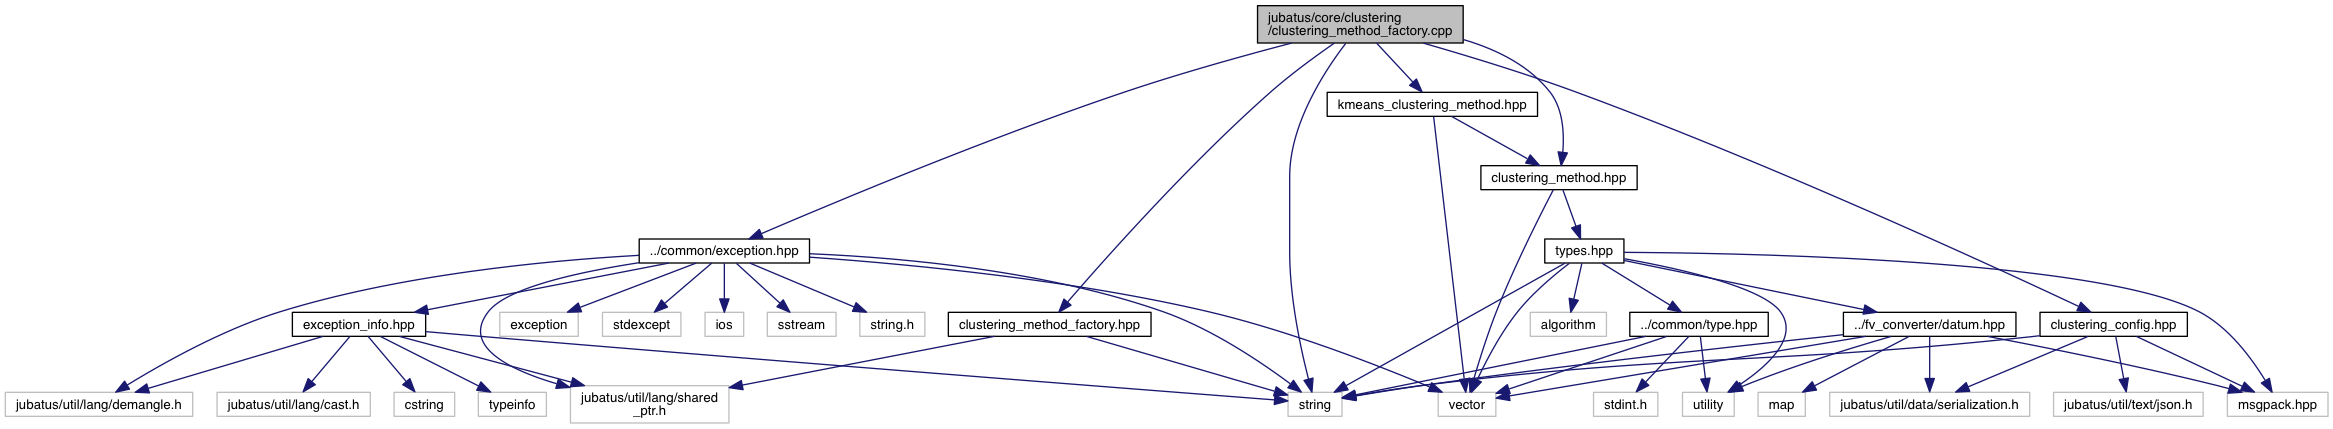 jubatus/core/clustering
/clustering_method_factory.cpp
kmeans_clustering_method.hpp
clustering_method.hpp
../common/exception.hpp
types.hpp
exception_info.hpp
exception
stdexcept
ios
sstream
string.h
clustering_method_factory.hpp
algorithm
../common/type.hpp
../fv_converter/datum.hpp
clustering_config.hpp
jubatus/util/lang/demangle.h
jubatus/util/lang/cast.h
cstring
typeinfo
jubatus/util/lang/shared
_ptr.h
string
vector
stdint.h
utility
map
jubatus/util/data/serialization.h
jubatus/util/text/json.h
msgpack.hpp